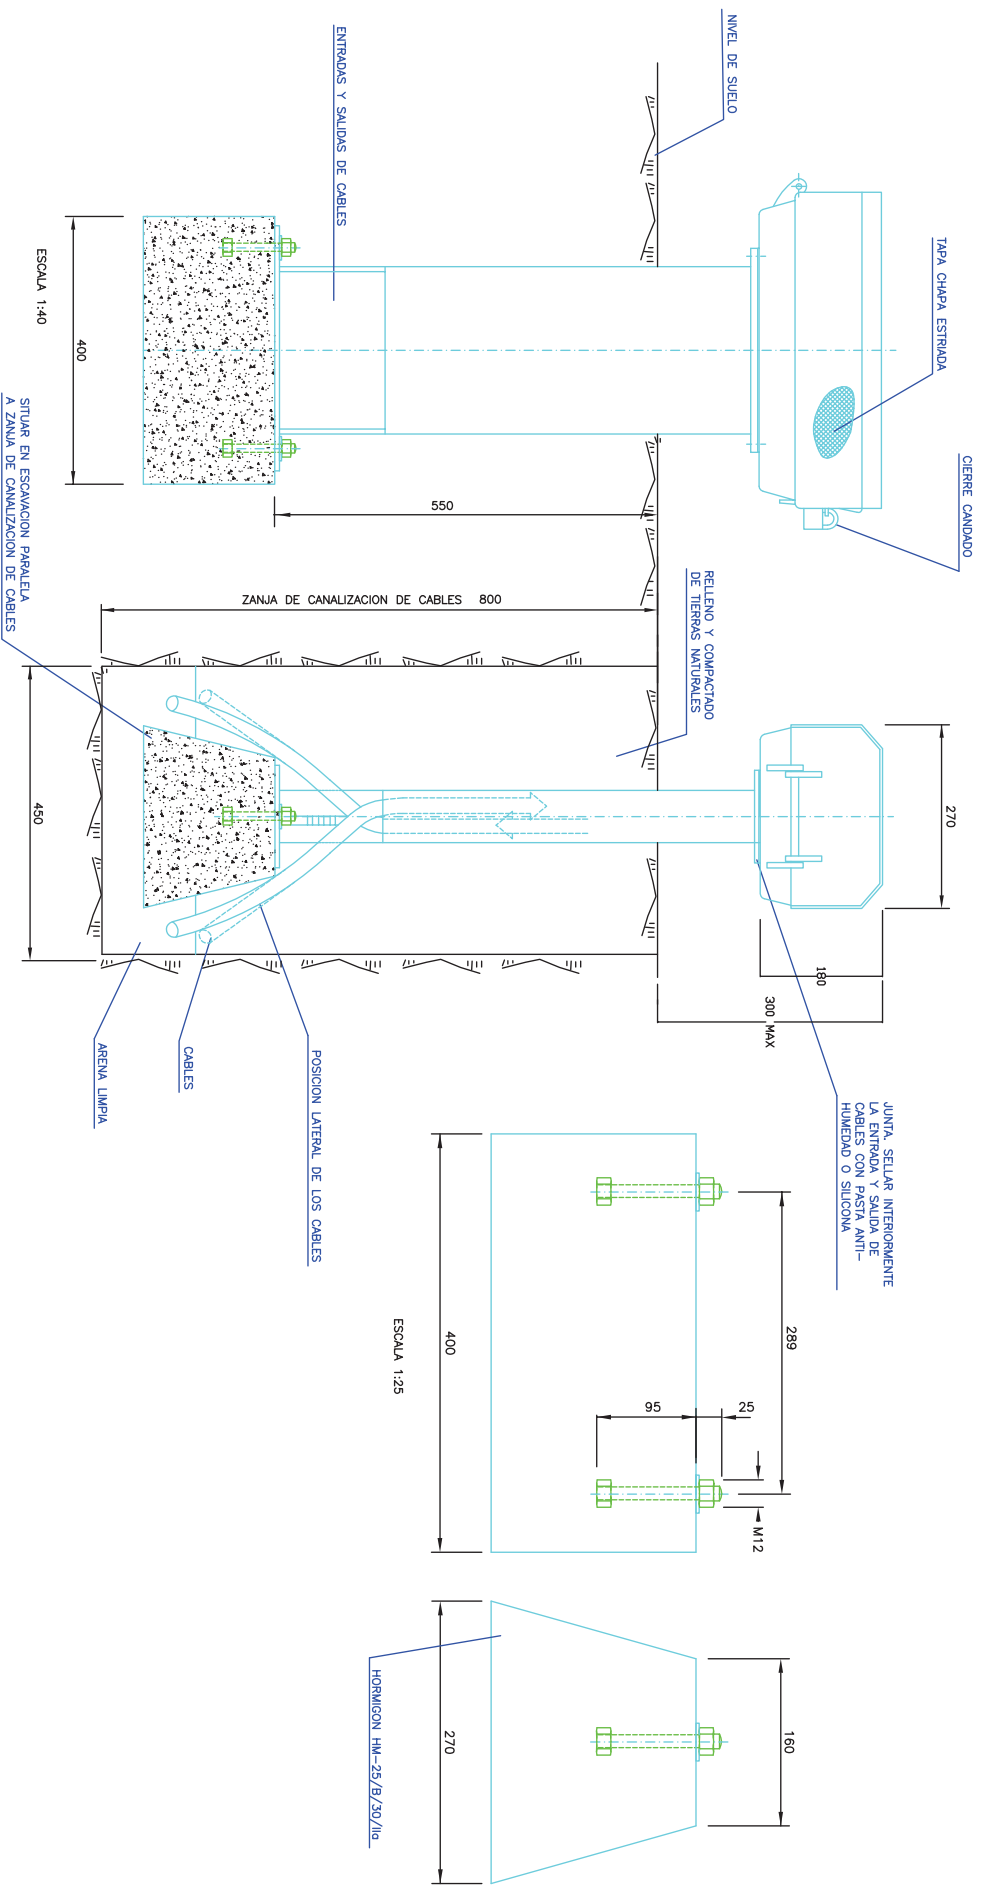 NIVEL DE SUELO
ENTRADAS Y SALIDAS DE CABLES
TAPA CHAPA ESTRIADA
CIERRE CANDADO
400
ESCALA 1:40
550
SITUAR EN ESCAVACION PARALELA
A ZANJA DE CANALIZACION DE CABLES
ZANJA DE CANALIZACION DE CABLES 800
RELLENO Y COMPACTADO
DE TIERRAS NATURALES
270
450
180
300 MAX
JUNTA. SELLAR INTERIORMENTE
LA ENTRADA Y SALIDA DE
CABLES CON PASTA ANTI-
HUMEDAD O SILICONA
POSICION LATERAL DE LOS CABLES
CABLES
ARENA LIMPIA
289
95
25
M12
400
ESCALA 1:25
160
270
HORMIGON HM-25/B/30/IIa